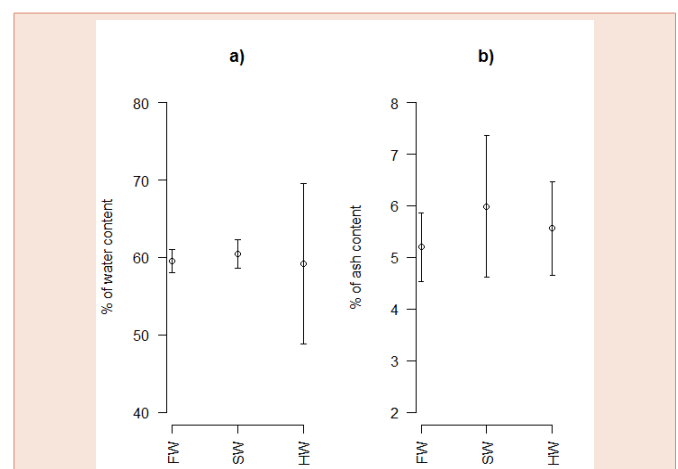 a)
% of water content
80
70
60
50
40
FW
SW
HW
b)
% of ash content
8
7
6
5
4
3
2
FW
SW
HW